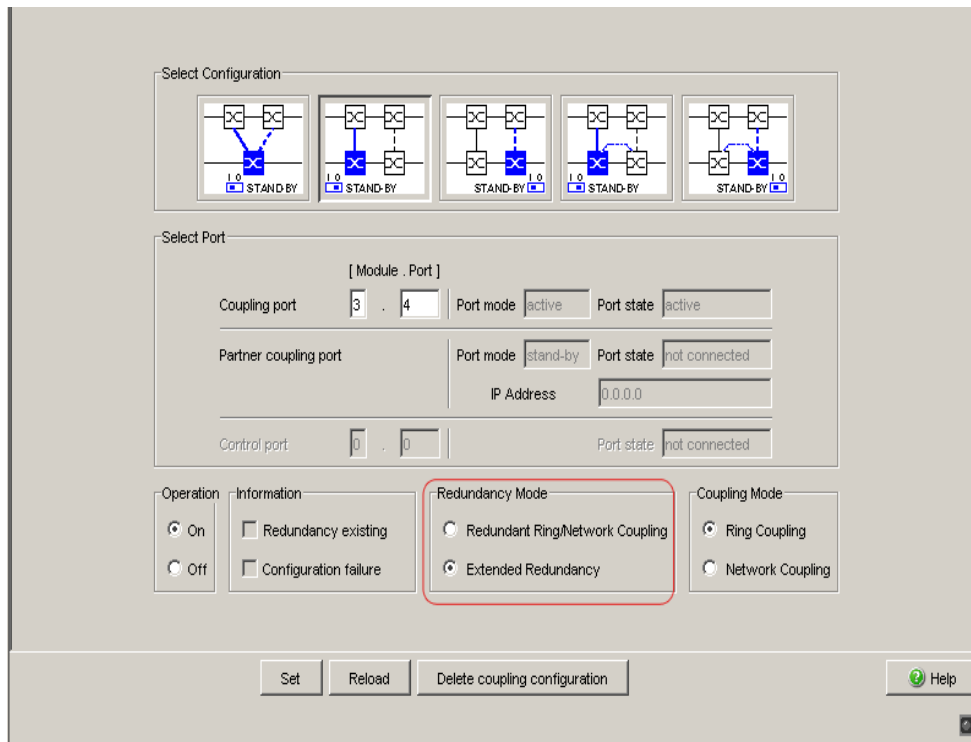 Select Configuration
I 0
STAND-BY
I 0
STAND-BY
I 0
STAND-BY
I 0
STAND-BY
I 0
STAND-BY
Select Port
[ Module . Port ]
Coupling port 3 . 4 Port mode active Port state active
Partner coupling port Port mode stand-by Port state not connected
IP Address 0.0.0.0
Control port 0 . 0 Port state not connected
Operation Information Redundancy Mode Coupling Mode
On Redundancy existing Redundant Ring/Network Coupling Ring Coupling
Off Configuration failure Extended Redundancy Network Coupling
Set Reload Delete coupling configuration Help